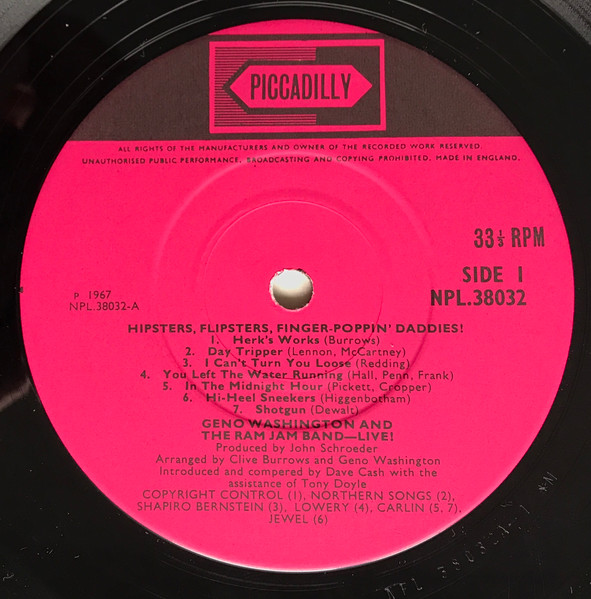 PICCADILLY
ALL RIGHTS OF THE MANUFACTURERS AND OWNER OF THE RECORDED WORK RESERVED.
UNAUTHORISED PUBLIC PERFORMANCE, BROADCASTING AND COPYING PROHIBITED. MADE IN ENGLAND.
33⅓ RPM
SIDE 1
NPL.38032
P 1967
NPL.38032-A
HIPSTERS, FLIPSTERS, FINGER-POPPIN' DADDIES!
1. Herk's Works (Burrows)
2. Day Tripper (Lennon, McCartney)
3. I Can't Turn You Loose (Redding)
4. You Left The Water Running (Hall, Penn, Frank)
5. In The Midnight Hour (Pickett, Cropper)
6. Hi-Heel Sneekers (Higgenbotham)
7. Shotgun (Dewalt)
GENO WASHINGTON AND
THE RAM JAM BAND—LIVE!
Produced by John Schroeder
Arranged by Clive Burrows and Geno Washington
Introduced and compered by Dave Cash with the
assistance of Tony Doyle
COPYRIGHT CONTROL (1), NORTHERN SONGS (2),
SHAPIRO BERNSTEIN (3), LOWERY (4), CARLIN (5, 7),
JEWEL (6)
NPL 38032A-1